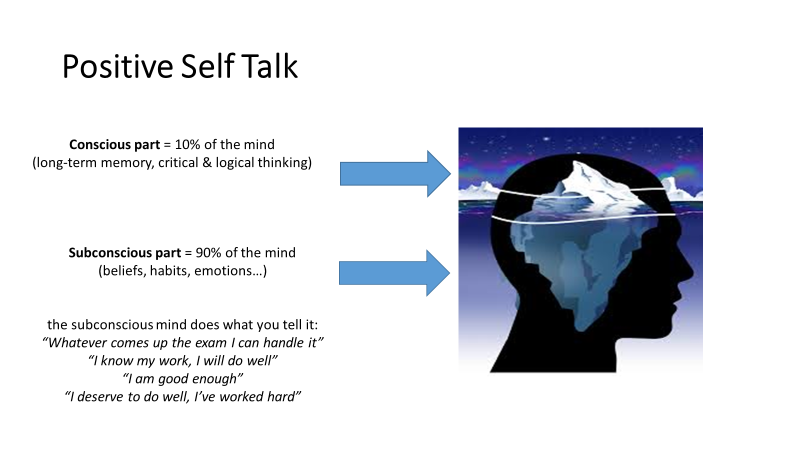 Positive Self Talk
Conscious part = 10% of the mind
(long-term memory, critical & logical thinking)
Subconscious part = 90% of the mind
(beliefs, habits, emotions…)
the subconscious mind does what you tell it:
“Whatever comes up the exam I can handle it”
“I know my work, I will do well”
“I am good enough”
“I deserve to do well, I’ve worked hard”